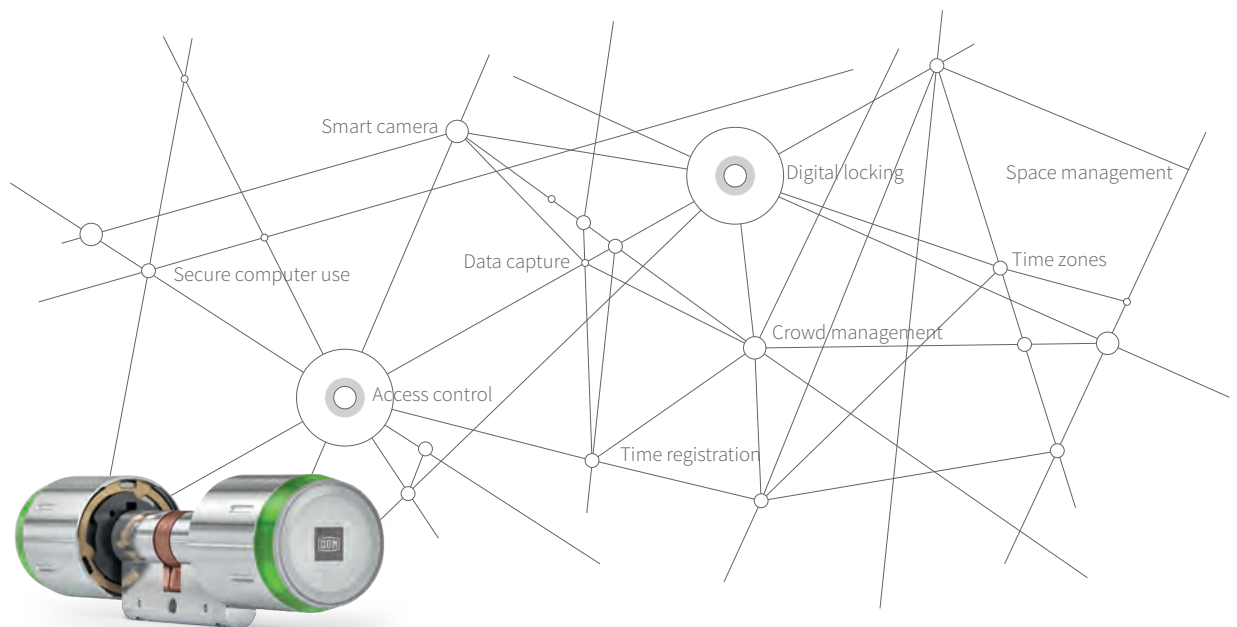 Smart camera
Digital locking
Space management
Data capture
Time zones
Secure computer use
Crowd management
Access control
Time registration
DOM